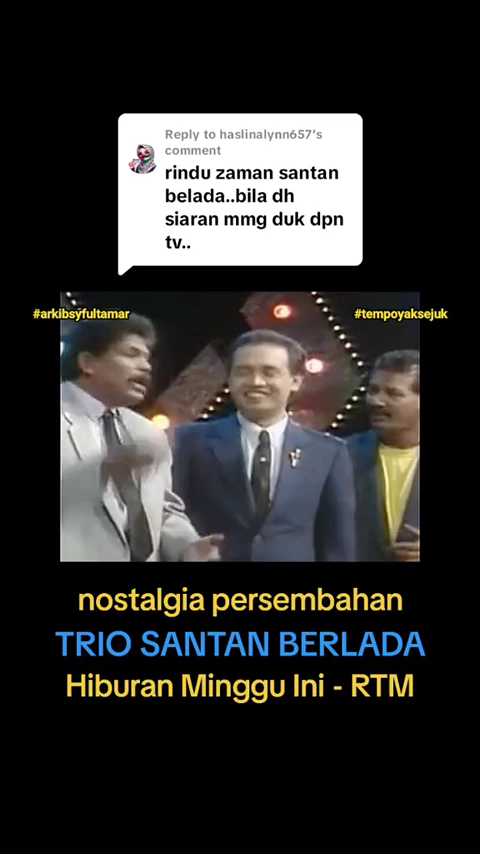 Reply to haslinalynn657's
comment
rindu zaman santan
belada..bila dh
siaran mmg duk dpn
tv..
#arkibsyfultamar
#tempoyaksejuk
nostalgia persembahan
TRIO SANTAN BERLADA
Hiburan Minggu Ini - RTM